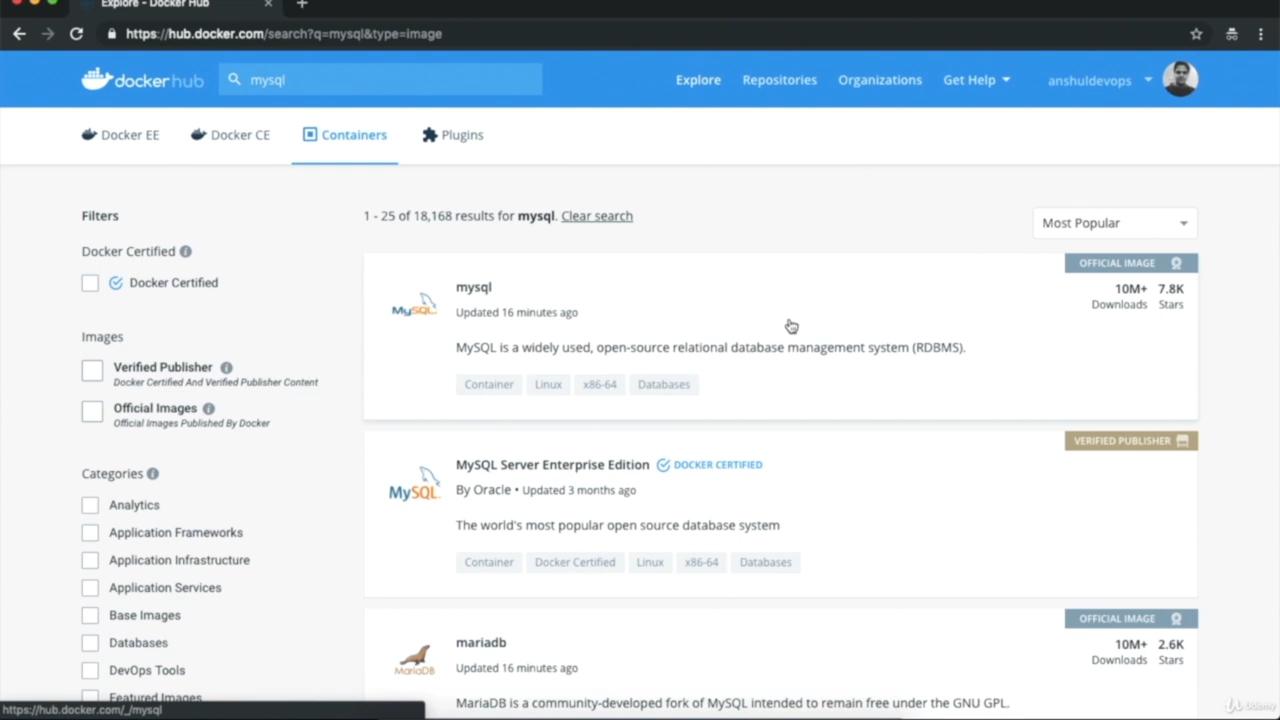 Explore - Docker Hub
https://hub.docker.com/search?q=mysql&type=image
dockerhub
mysql
Explore
Repositories
Organizations
Get Help
anshuldevops
Docker EE
Docker CE
Containers
Plugins
Filters
1 - 25 of 18,168 results for mysql. Clear search
Most Popular
Docker Certified
Docker Certified
Images
Verified Publisher
Docker Certified And Verified Publisher Content
Official Images
Official Images Published By Docker
Categories
Analytics
Application Frameworks
Application Infrastructure
Application Services
Base Images
Databases
DevOps Tools
Featured Images
OFFICIAL IMAGE
MySQL
mysql
10M+ 7.8K
Downloads Stars
Updated 16 minutes ago
MySQL is a widely used, open-source relational database management system (RDBMS).
Container Linux x86-64 Databases
VERIFIED PUBLISHER
MySQL
MySQL Server Enterprise Edition DOCKER CERTIFIED
By Oracle • Updated 3 months ago
The world's most popular open source database system
Container Docker Certified Linux x86-64 Databases
OFFICIAL IMAGE
MariaDB
mariadb
10M+ 2.6K
Downloads Stars
Updated 16 minutes ago
MariaDB is a community-developed fork of MySQL intended to remain free under the GNU GPL.
https://hub.docker.com/_/mysql
Udemy